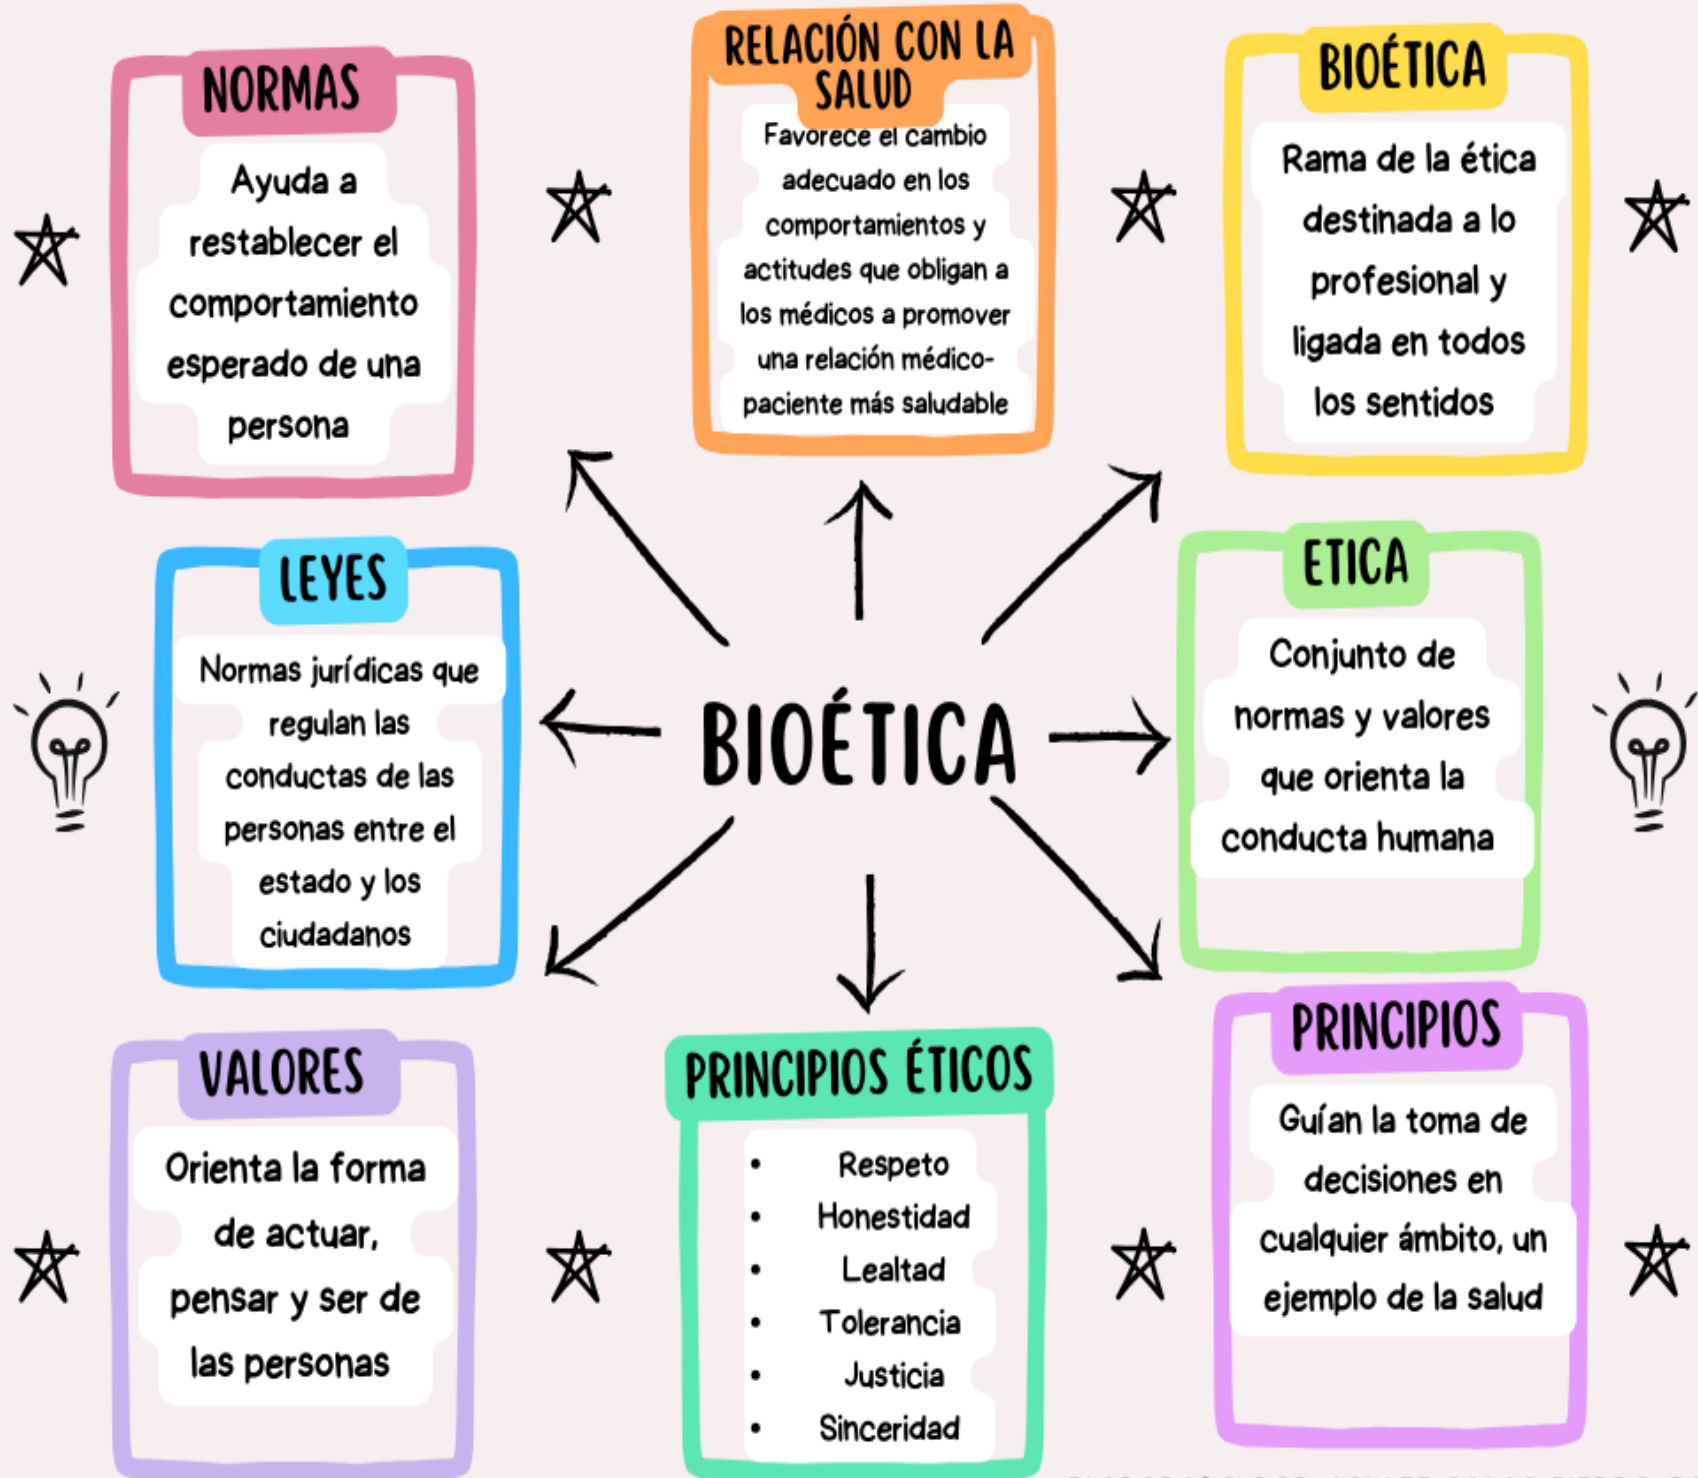 NORMAS
Ayuda a
restablecer el
comportamiento
esperado de una
persona
RELACIÓN CON LA
SALUD
Favorece el cambio
adecuado en los
comportamientos y
actitudes que obligan a
los médicos a promover
una relación médico-
paciente más saludable
BIOÉTICA
Rama de la ética
destinada a lo
profesional y
ligada en todos
los sentidos
LEYES
Normas jurídicas que
regulan las
conductas de las
personas entre el
estado y los
ciudadanos
BIOÉTICA
ETICA
Conjunto de
normas y valores
que orienta la
conducta humana
VALORES
Orienta la forma
de actuar,
pensar y ser de
las personas
PRINCIPIOS ÉTICOS
• Respeto
• Honestidad
• Lealtad
• Tolerancia
• Justicia
• Sinceridad
PRINCIPIOS
Guían la toma de
decisiones en
cualquier ámbito, un
ejemplo de la salud